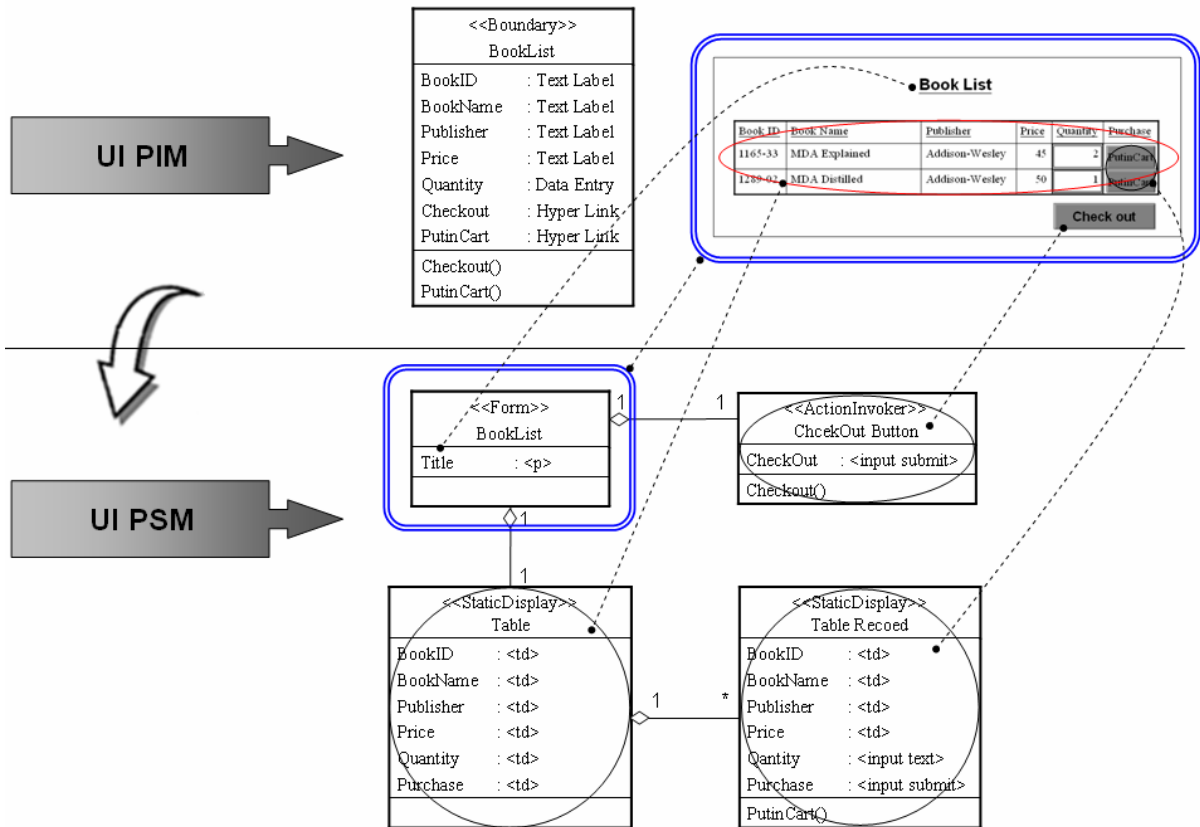 UI PIM
<<Boundary>>
BookList
BookID : Text Label
BookName : Text Label
Publisher : Text Label
Price : Text Label
Quantity : Data Entry
Checkout : Hyper Link
PutinCart : Hyper Link
Checkout()
PutinCart()
Book List
Book ID Book Name Publisher Price Quantity Purchase
1165-33 MDA Explained Addison-Wesley 45 2 PutinCart
1289-02 MDA Distilled Addison-Wesley 50 1 PutinCart
Check out
UI PSM
<<Form>>
BookList
Title : <p>
1 1
<<ActionInvoker>>
ChcekOut Button
CheckOut : <input submit>
Checkout()
1
1
<<StaticDisplay>>
Table
BookID : <td>
BookName : <td>
Publisher : <td>
Price : <td>
Quantity : <td>
Purchase : <td>
1 *
<<StaticDisplay>>
Table Recoed
BookID : <td>
BookName : <td>
Publisher : <td>
Price : <td>
Qantity : <input text>
Purchase : <input submit>
PutinCart()